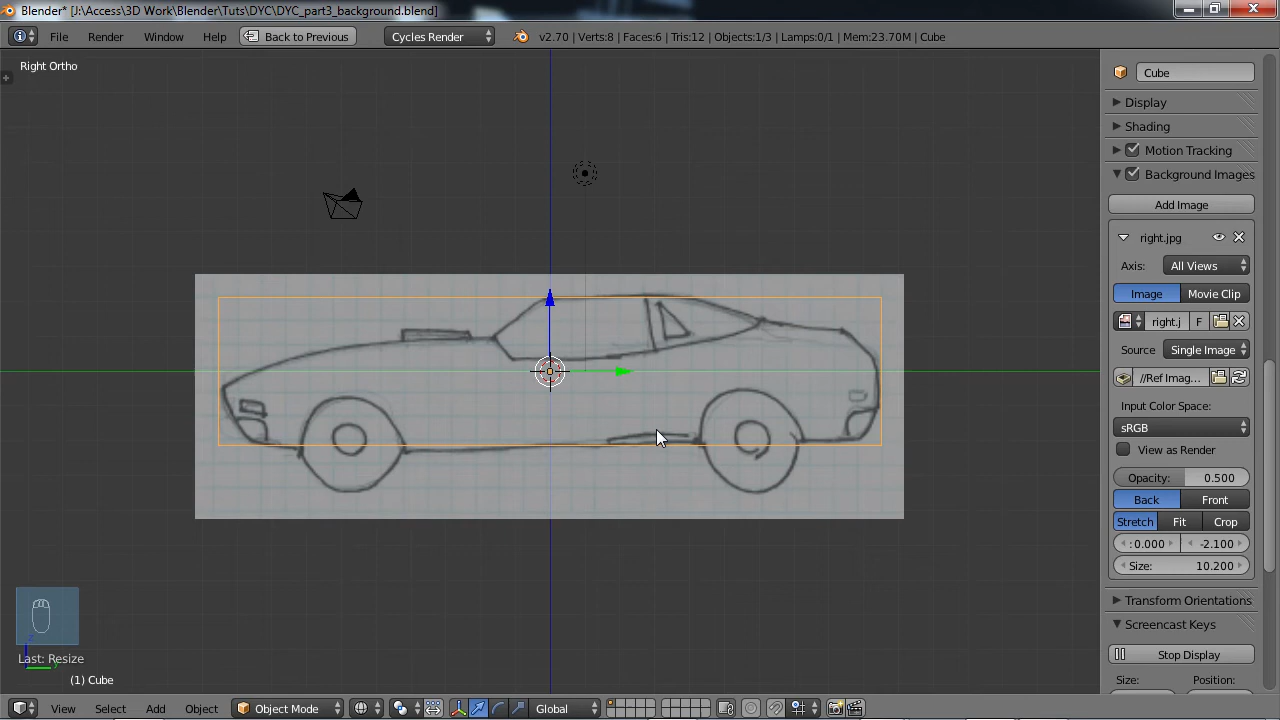 Blender* [J:\Access\3D Work\Blender\Tuts\DYC\DYC_part3_background.blend]
File Render Window Help Back to Previous Cycles Render v2.70 | Verts:8 | Faces:6 | Tris:12 | Objects:1/3 | Lamps:0/1 | Mem:23.70M | Cube
Right Ortho
Cube
Display
Shading
Motion Tracking
Background Images
Add Image
right.jpg
Axis: All Views
Image Movie Clip
right.j F
Source Single Image
//Ref Imag...
Input Color Space:
sRGB
View as Render
Opacity: 0.500
Back Front
Stretch Fit Crop
: 0.000 -2.100
Size: 10.200
Transform Orientations
Screencast Keys
Stop Display
Size: Position:
z
y
Last: Resize
(1) Cube
View Select Add Object Object Mode Global